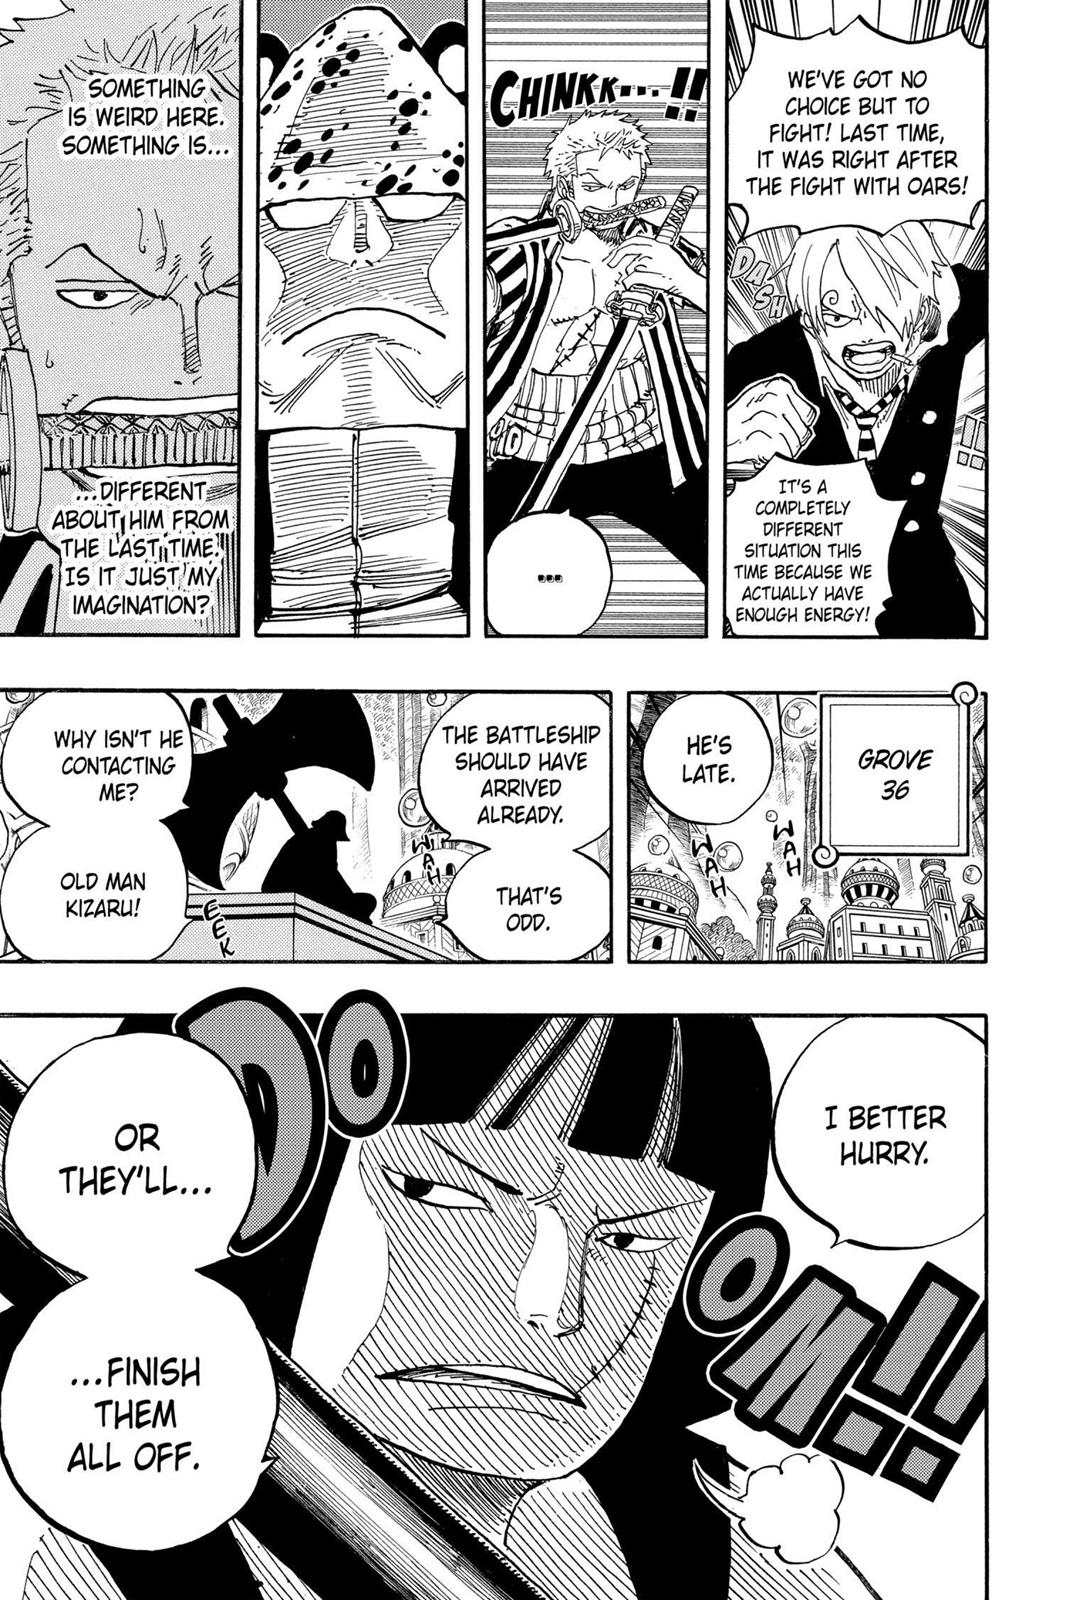 WE'VE GOT NO
CHOICE BUT TO
FIGHT! LAST TIME,
IT WAS RIGHT AFTER
THE FIGHT WITH OARS!
DASH
IT'S A
COMPLETELY
DIFFERENT
SITUATION THIS
TIME BECAUSE WE
ACTUALLY HAVE
ENOUGH ENERGY!
CHINKK...!!
...
SOMETHING
IS WEIRD HERE.
SOMETHING IS...
...DIFFERENT
ABOUT HIM FROM
THE LAST TIME.
IS IT JUST MY
IMAGINATION?
GROVE
36
HE'S
LATE.
WAH
WAH
THE BATTLESHIP
SHOULD HAVE
ARRIVED
ALREADY.
THAT'S
ODD.
WAH
WHY ISN'T HE
CONTACTING
ME?
OLD MAN
KIZARU!
EEK
I BETTER
HURRY.
DOOM!!
OR
THEY'LL...
...FINISH
THEM
ALL OFF.